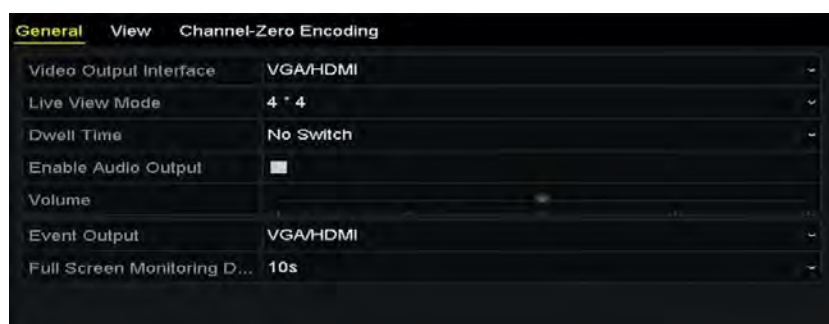 General View Channel-Zero Encoding
Video Output Interface VGA/HDMI
Live View Mode 4 * 4
Dwell Time No Switch
Enable Audio Output
Volume
Event Output VGA/HDMI
Full Screen Monitoring D... 10s